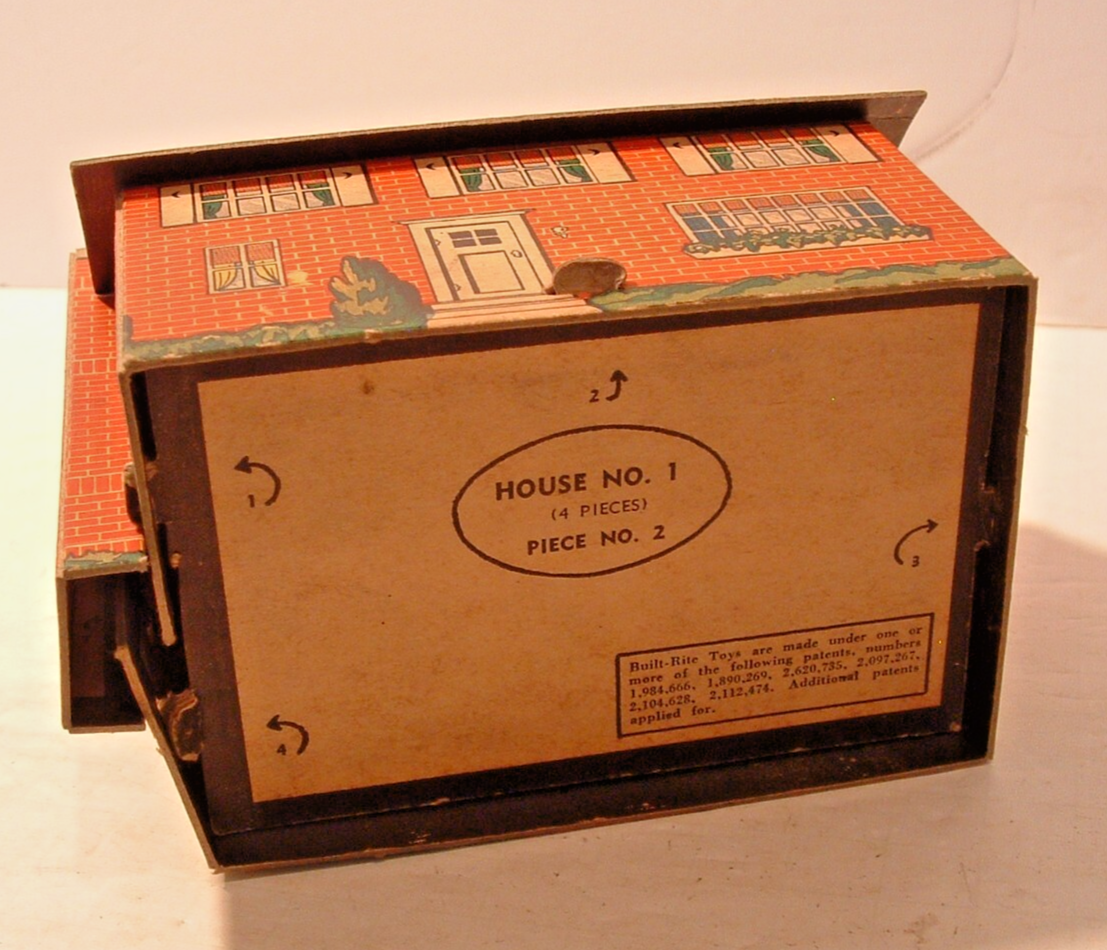 2
HOUSE NO. 1
(4 PIECES)
PIECE NO. 2
1
3
Built-Rite Toys are made under one or
more of the following patents, numbers
1,984,666, 1,890,269, 2,620,735, 2,097,267,
2,104,628, 2,112,474. Additional patents
applied for.
4